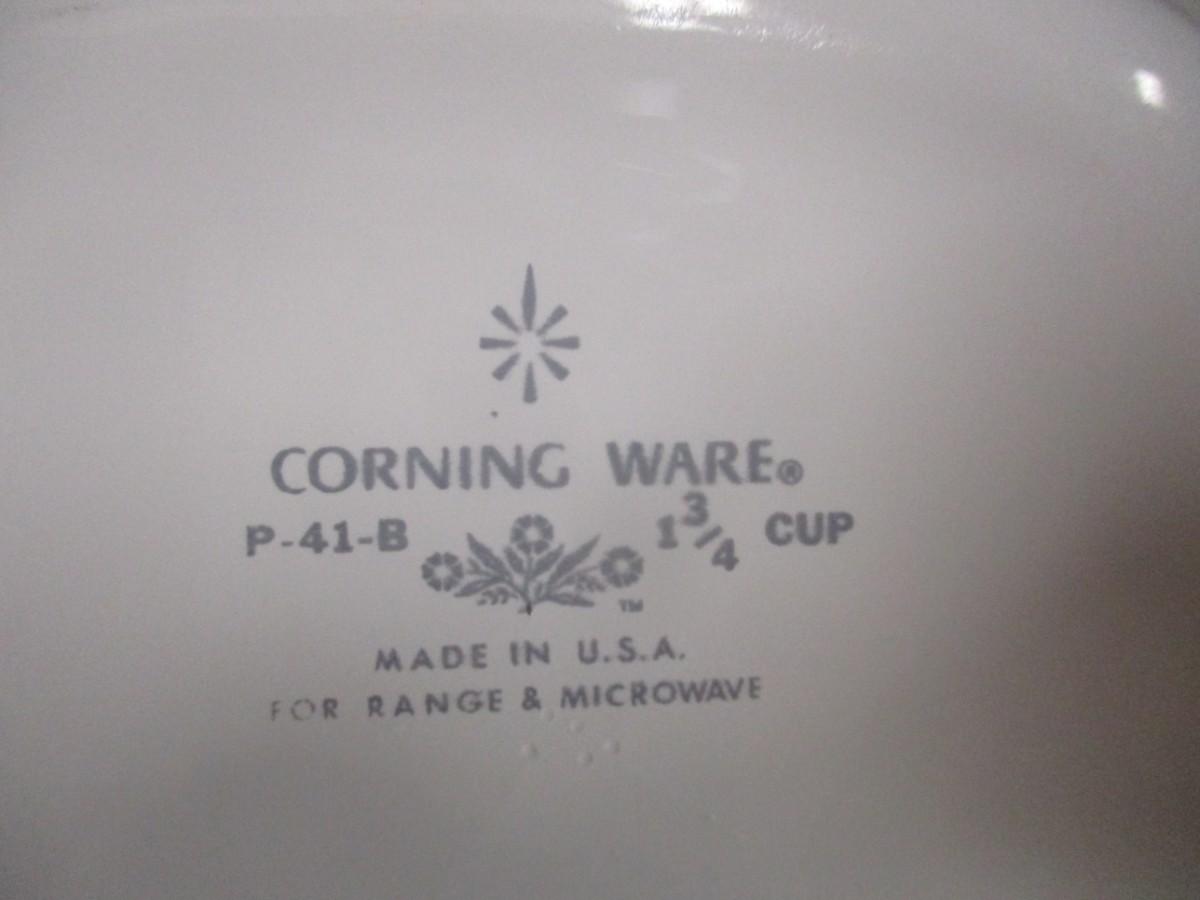 CORNING WARE®
P-41-B 1 3/4 CUP
TM
MADE IN U.S.A.
FOR RANGE & MICROWAVE